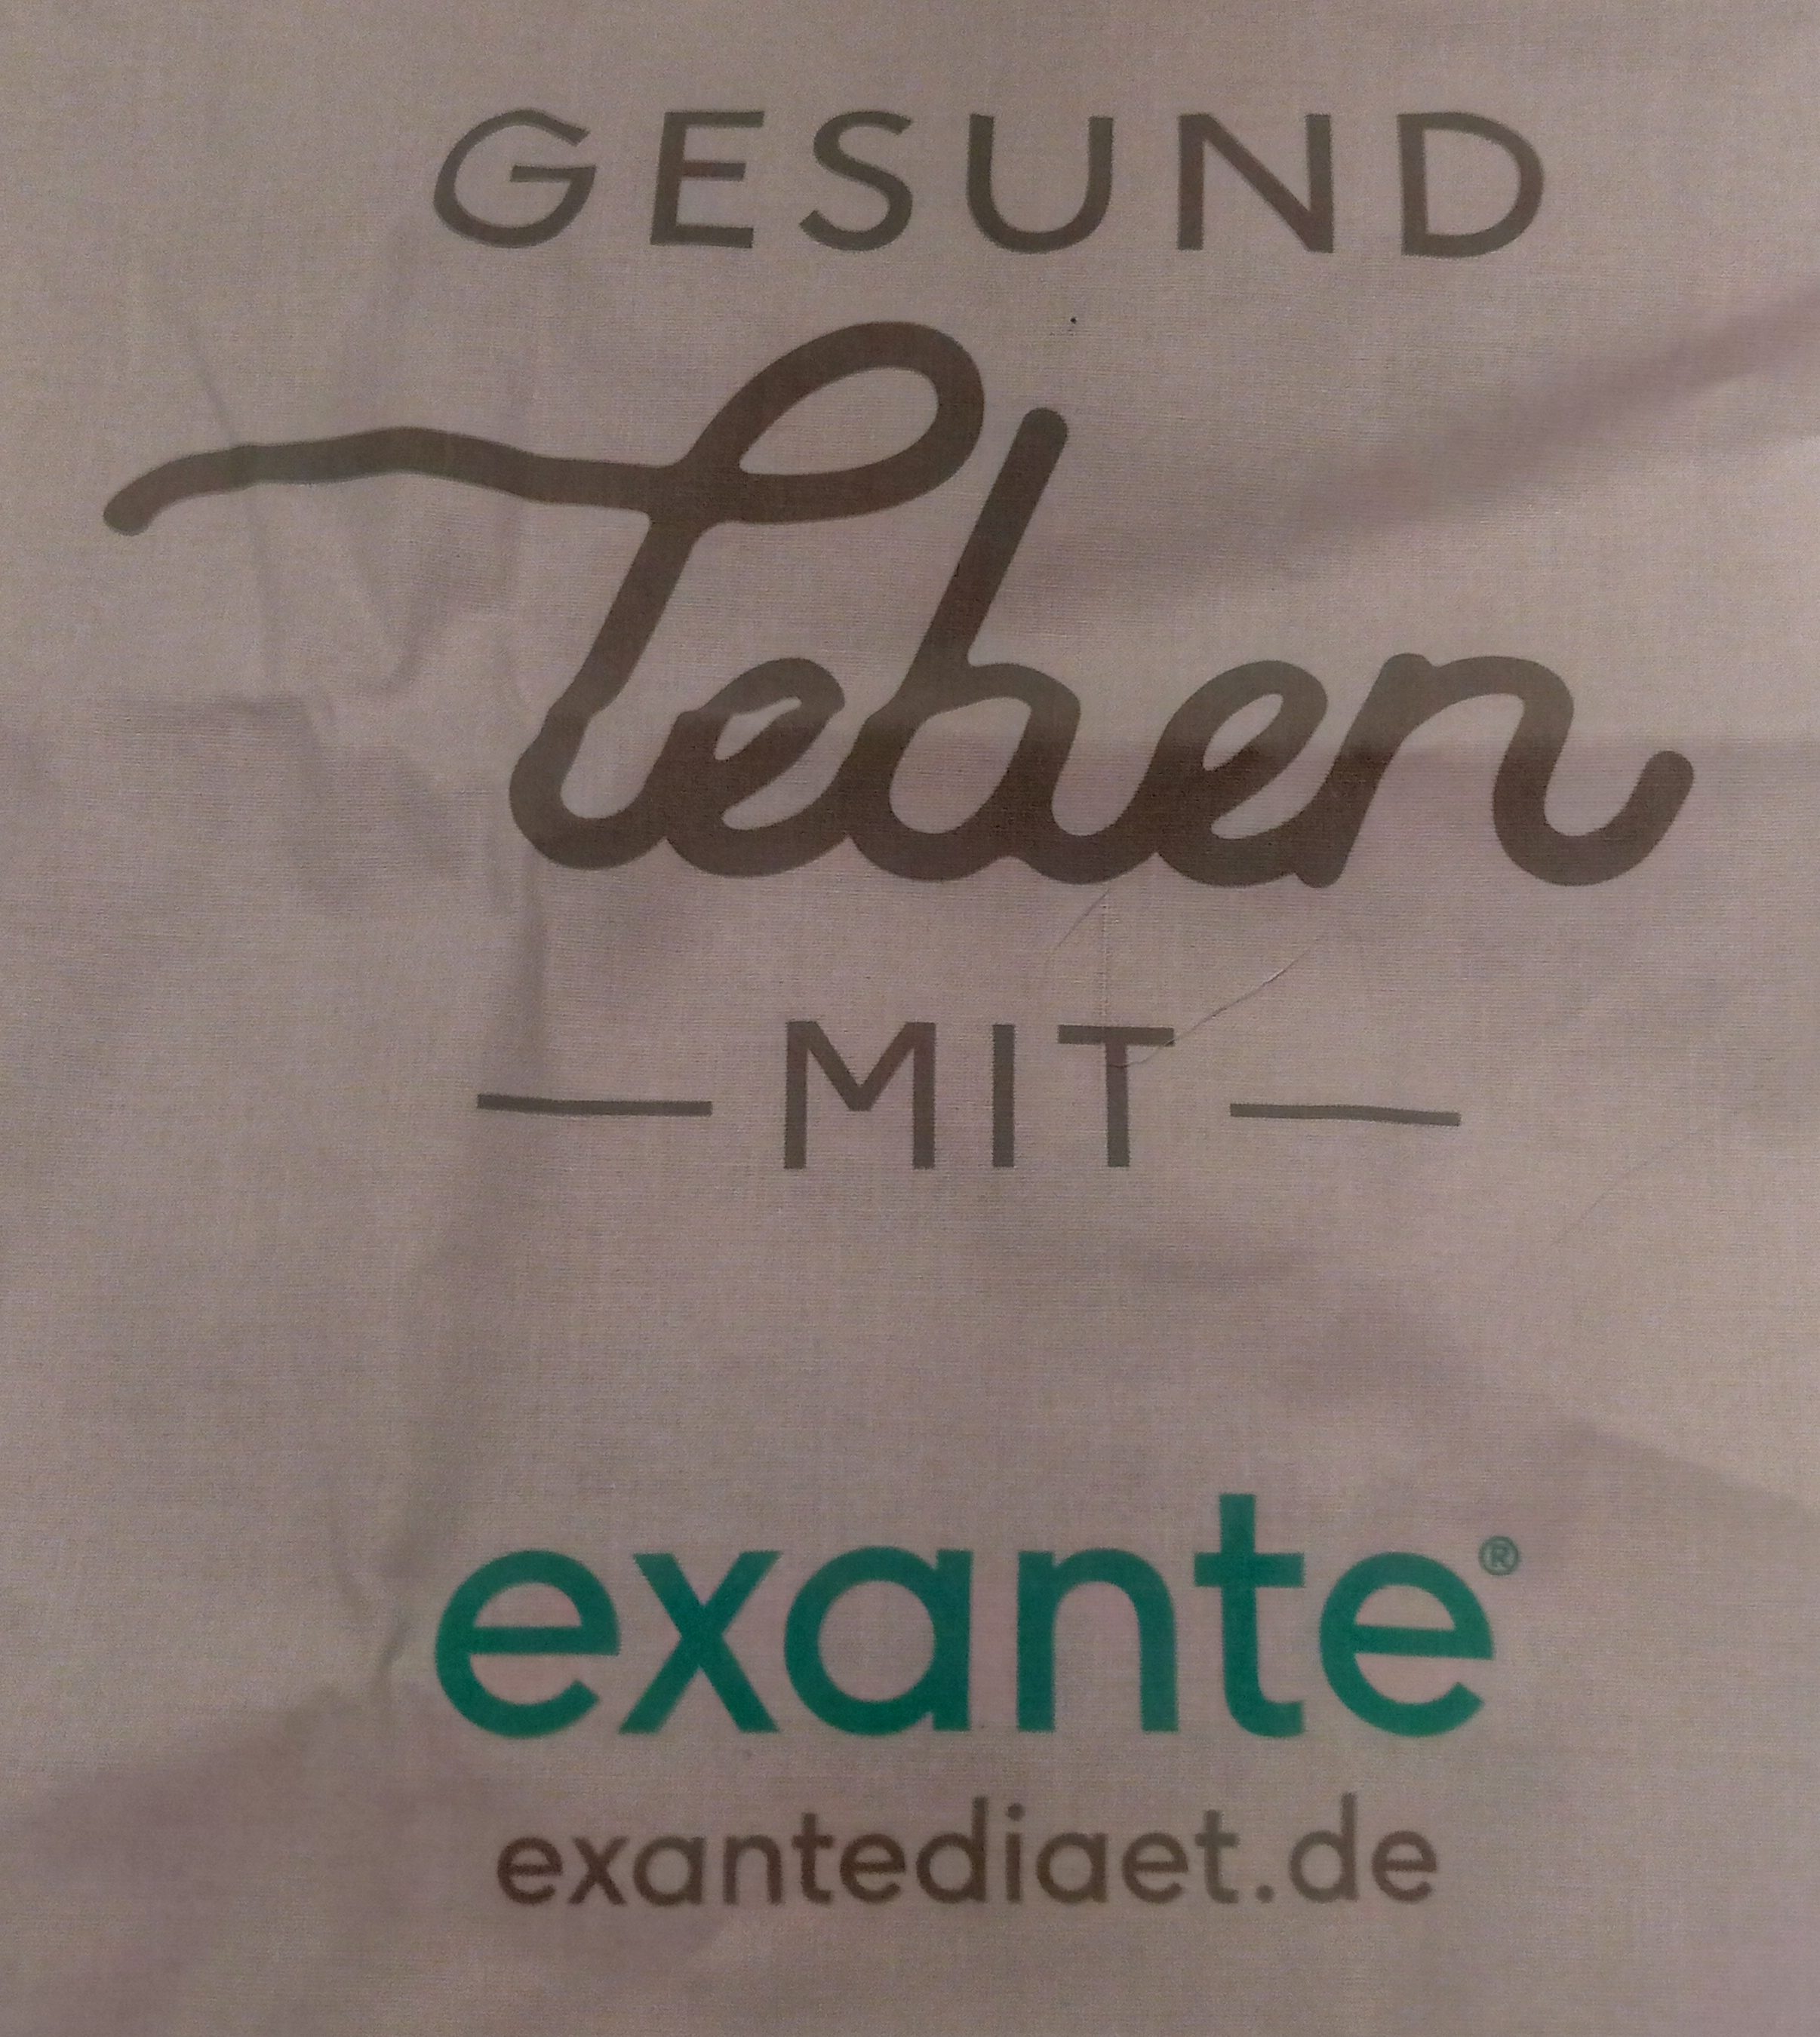 GESUND
leben
— MIT —
exante®
exantediaet.de